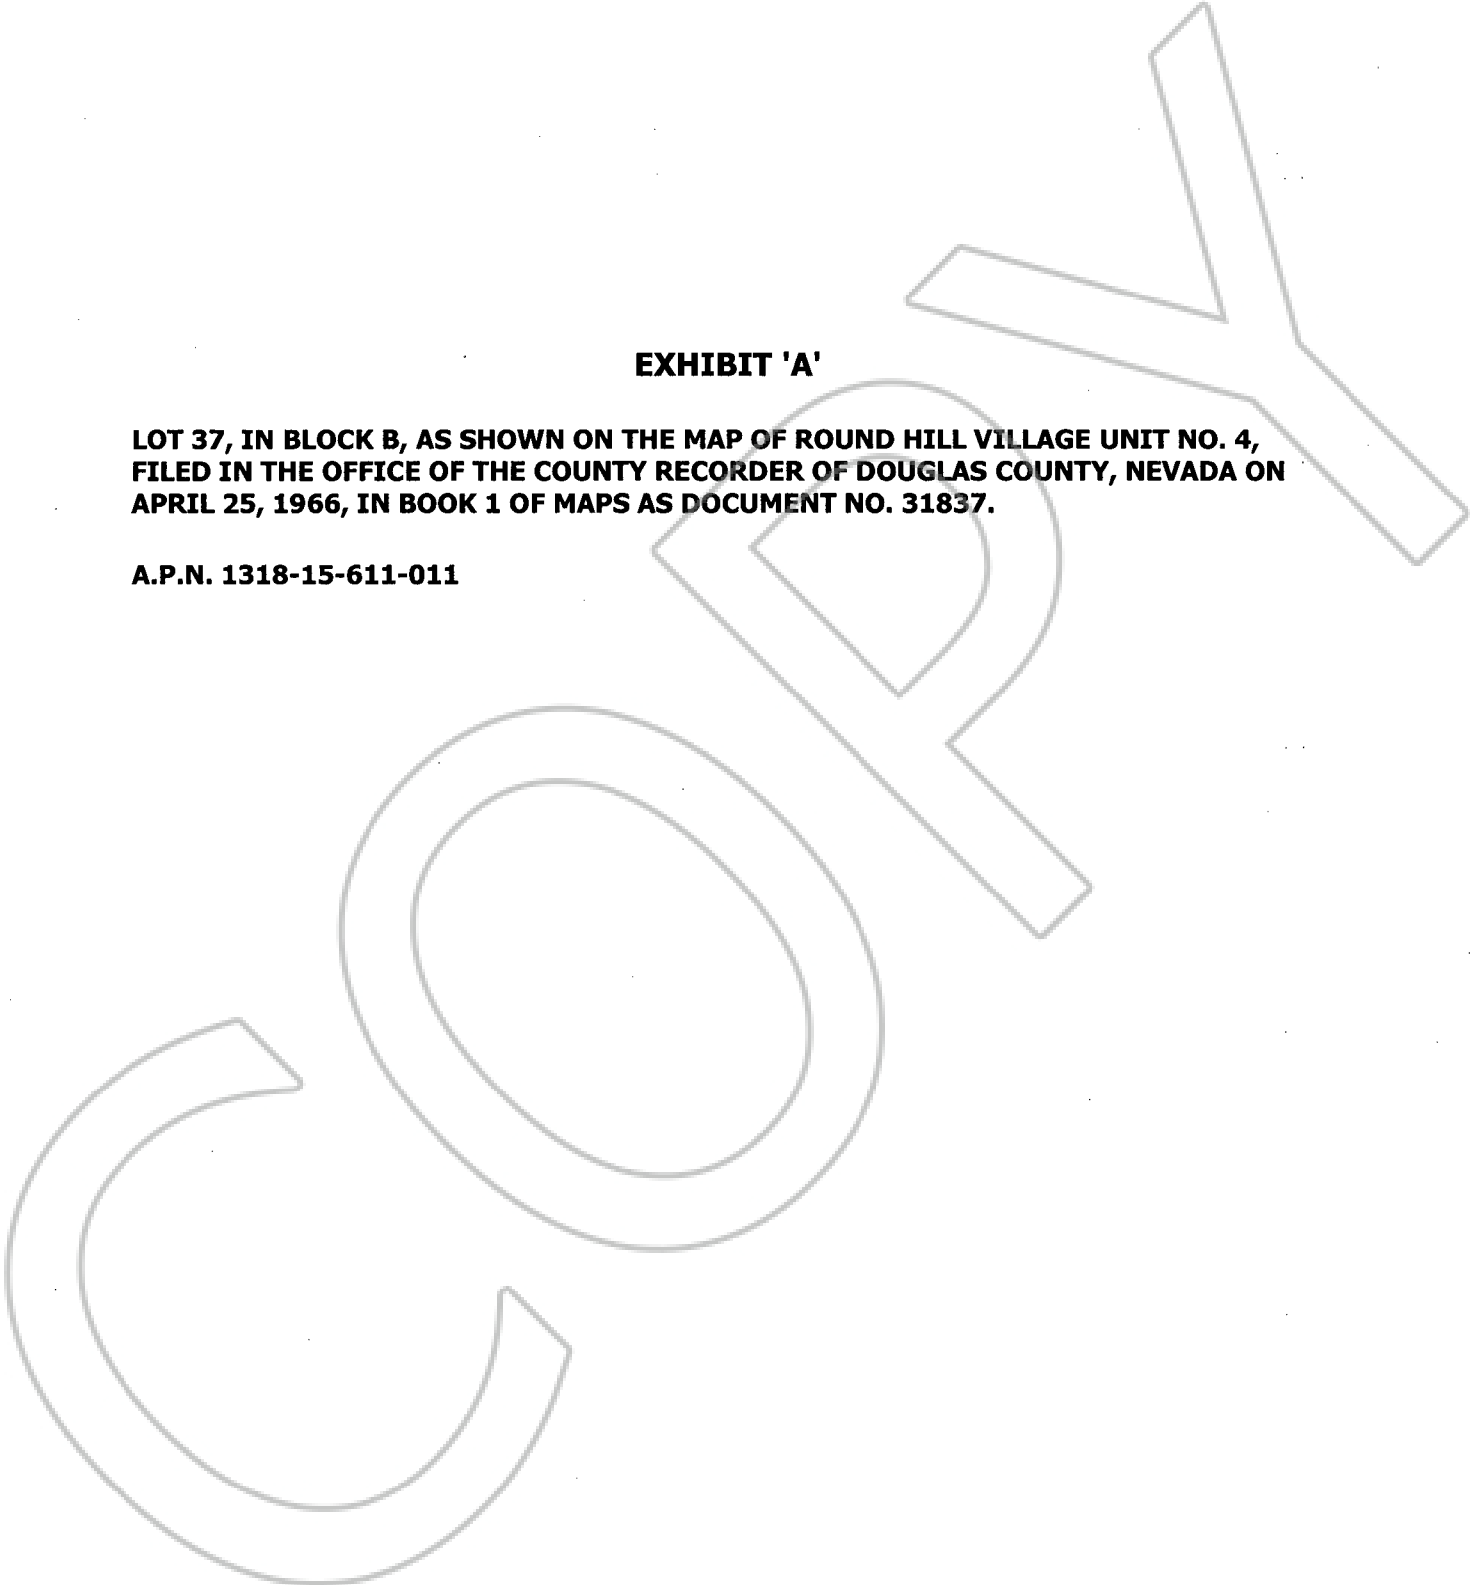 EXHIBIT 'A'
LOT 37, IN BLOCK B, AS SHOWN ON THE MAP OF ROUND HILL VILLAGE UNIT NO. 4,
FILED IN THE OFFICE OF THE COUNTY RECORDER OF DOUGLAS COUNTY, NEVADA ON
APRIL 25, 1966, IN BOOK 1 OF MAPS AS DOCUMENT NO. 31837.
A.P.N. 1318-15-611-011
COPY